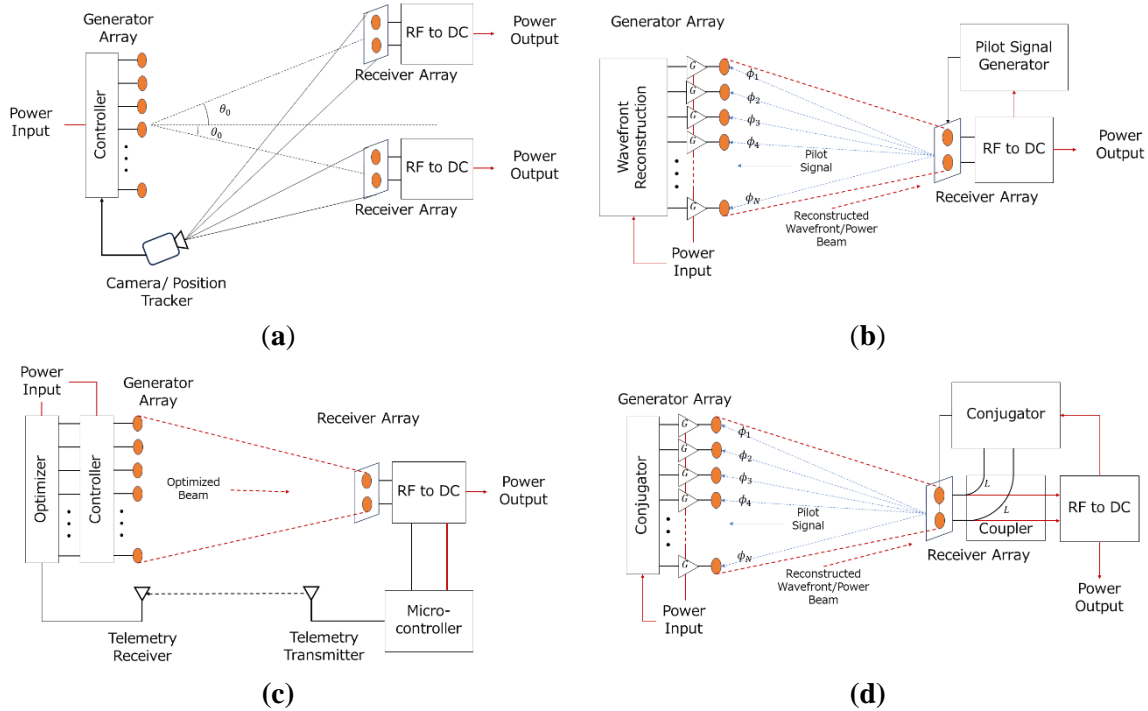 Generator
Array
Power
Input
Controller
θ₀
θ₀
RF to DC
Power
Output
Receiver Array
RF to DC
Power
Output
Receiver Array
Camera/ Position
Tracker
(a)
Generator Array
Wavefront
Reconstruction
G
G
G
G
G
ϕ₁
ϕ₂
ϕ₃
ϕ₄
ϕ_N
Pilot
Signal
Pilot Signal
Generator
RF to DC
Power
Output
Receiver Array
Reconstructed
Wavefront/Power
Beam
Power
Input
(b)
Power
Input
Generator
Array
Optimizer
Controller
Optimized
Beam
Receiver Array
RF to DC
Power
Output
Micro-
controller
Telemetry
Receiver
Telemetry
Transmitter
(c)
Generator Array
Conjugator
G
G
G
G
G
ϕ₁
ϕ₂
ϕ₃
ϕ₄
ϕ_N
Pilot
Signal
Conjugator
L
L
Coupler
RF to DC
Receiver Array
Reconstructed
Wavefront/Power
Beam
Power
Output
Power
Input
(d)